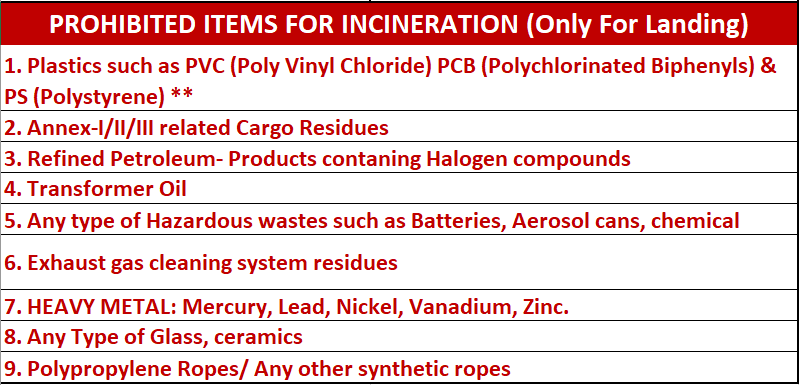 PROHIBITED ITEMS FOR INCINERATION (Only For Landing)
1. Plastics such as PVC (Poly Vinyl Chloride) PCB (Polychlorinated Biphenyls) &
PS (Polystyrene) **
2. Annex-I/II/III related Cargo Residues
3. Refined Petroleum- Products contaning Halogen compounds
4. Transformer Oil
5. Any type of Hazardous wastes such as Batteries, Aerosol cans, chemical
6. Exhaust gas cleaning system residues
7. HEAVY METAL: Mercury, Lead, Nickel, Vanadium, Zinc.
8. Any Type of Glass, ceramics
9. Polypropylene Ropes/ Any other synthetic ropes